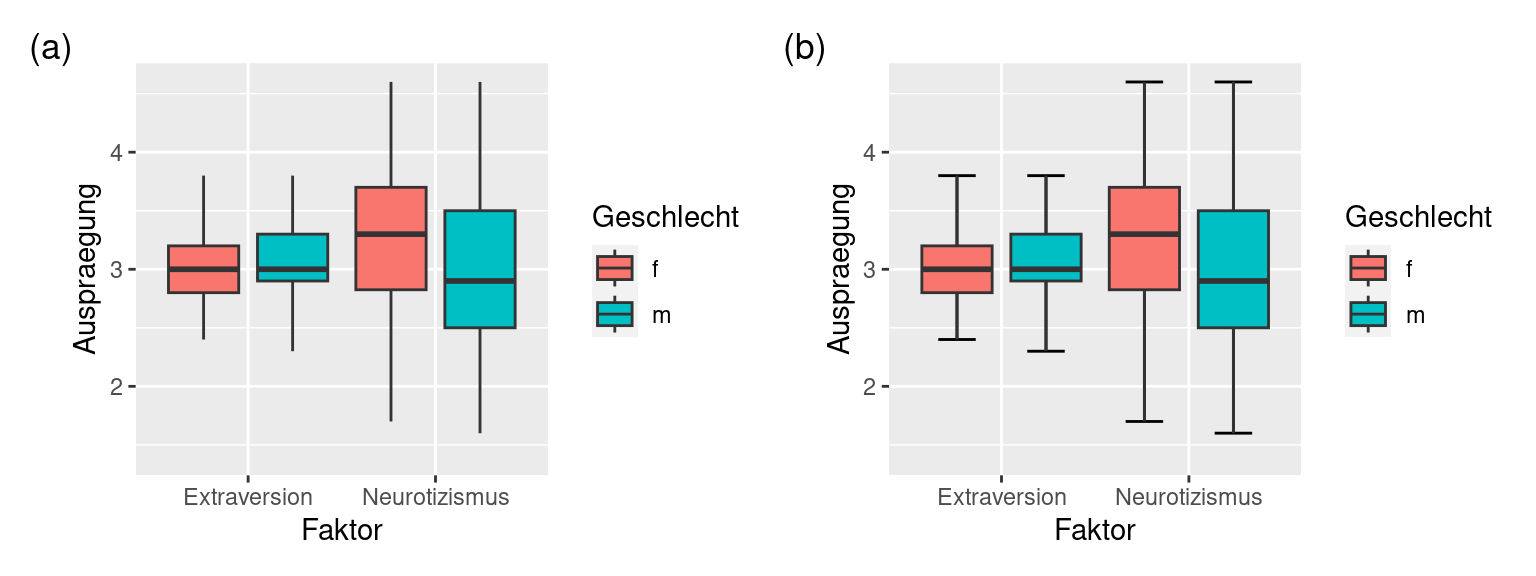 (a)
Auspraegung
4
3
2
Extraversion Neurotizismus
Faktor
Geschlecht
f
m
(b)
Auspraegung
4
3
2
Extraversion Neurotizismus
Faktor
Geschlecht
f
m